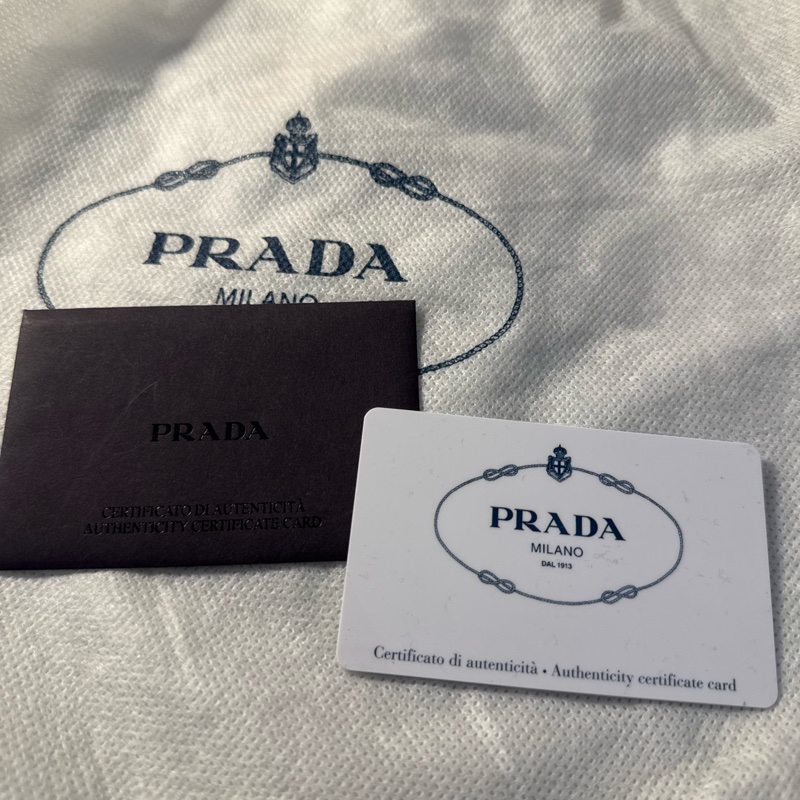 PRADA
MILANO
PRADA
CERTIFICATO DI AUTENTICITÀ
AUTHENTICITY CERTIFICATE CARD
PRADA
MILANO
DAL 1913
Certificato di autenticità • Authenticity certificate card